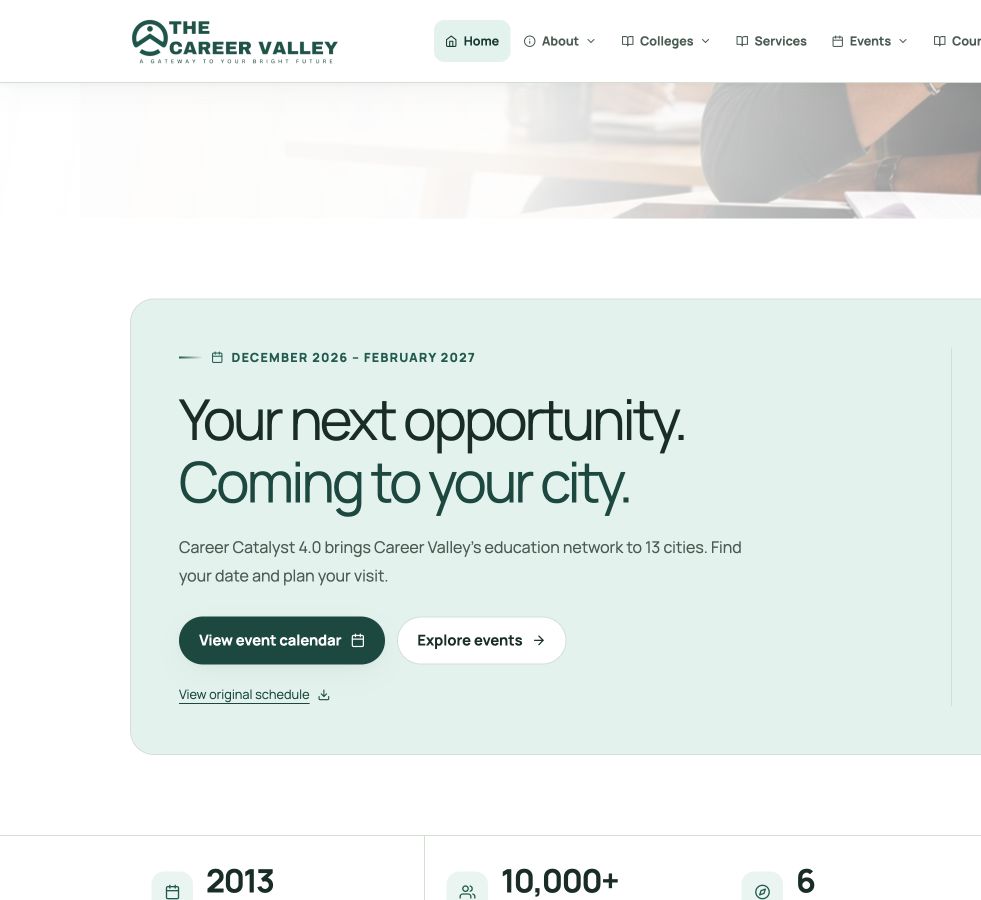 THE
CAREER VALLEY
A GATEWAY TO YOUR BRIGHT FUTURE
Home
About
Colleges
Services
Events
Cour
DECEMBER 2026 – FEBRUARY 2027
Your next opportunity.
Coming to your city.
Career Catalyst 4.0 brings Career Valley's education network to 13 cities. Find
your date and plan your visit.
View event calendar
Explore events
View original schedule
2013
10,000+
6